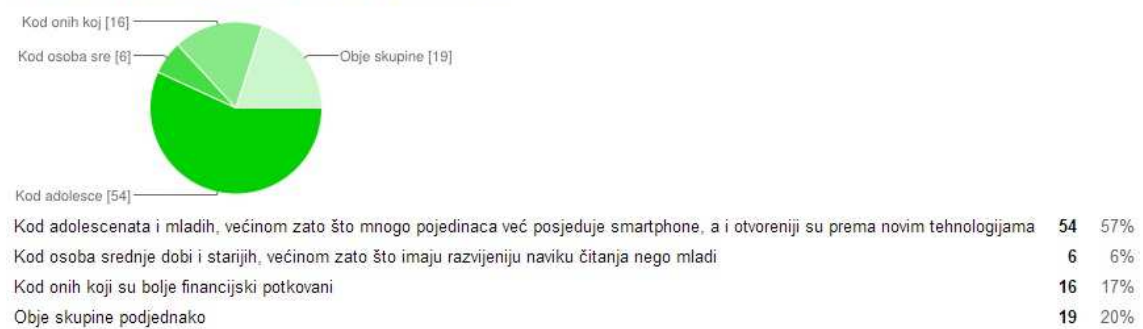 Kod onih koj [16]
Kod osoba sre [6]
Obje skupine [19]
Kod adolesce [54]
Kod adolescenata i mladih, većinom zato što mnogo pojedinaca već posjeduje smartphone, a i otvoreniji su prema novim tehnologijama 54 57%
Kod osoba srednje dobi i starijih, većinom zato što imaju razvijeniju naviku čitanja nego mladi 6 6%
Kod onih koji su bolje financijski potkovani 16 17%
Obje skupine podjednako 19 20%